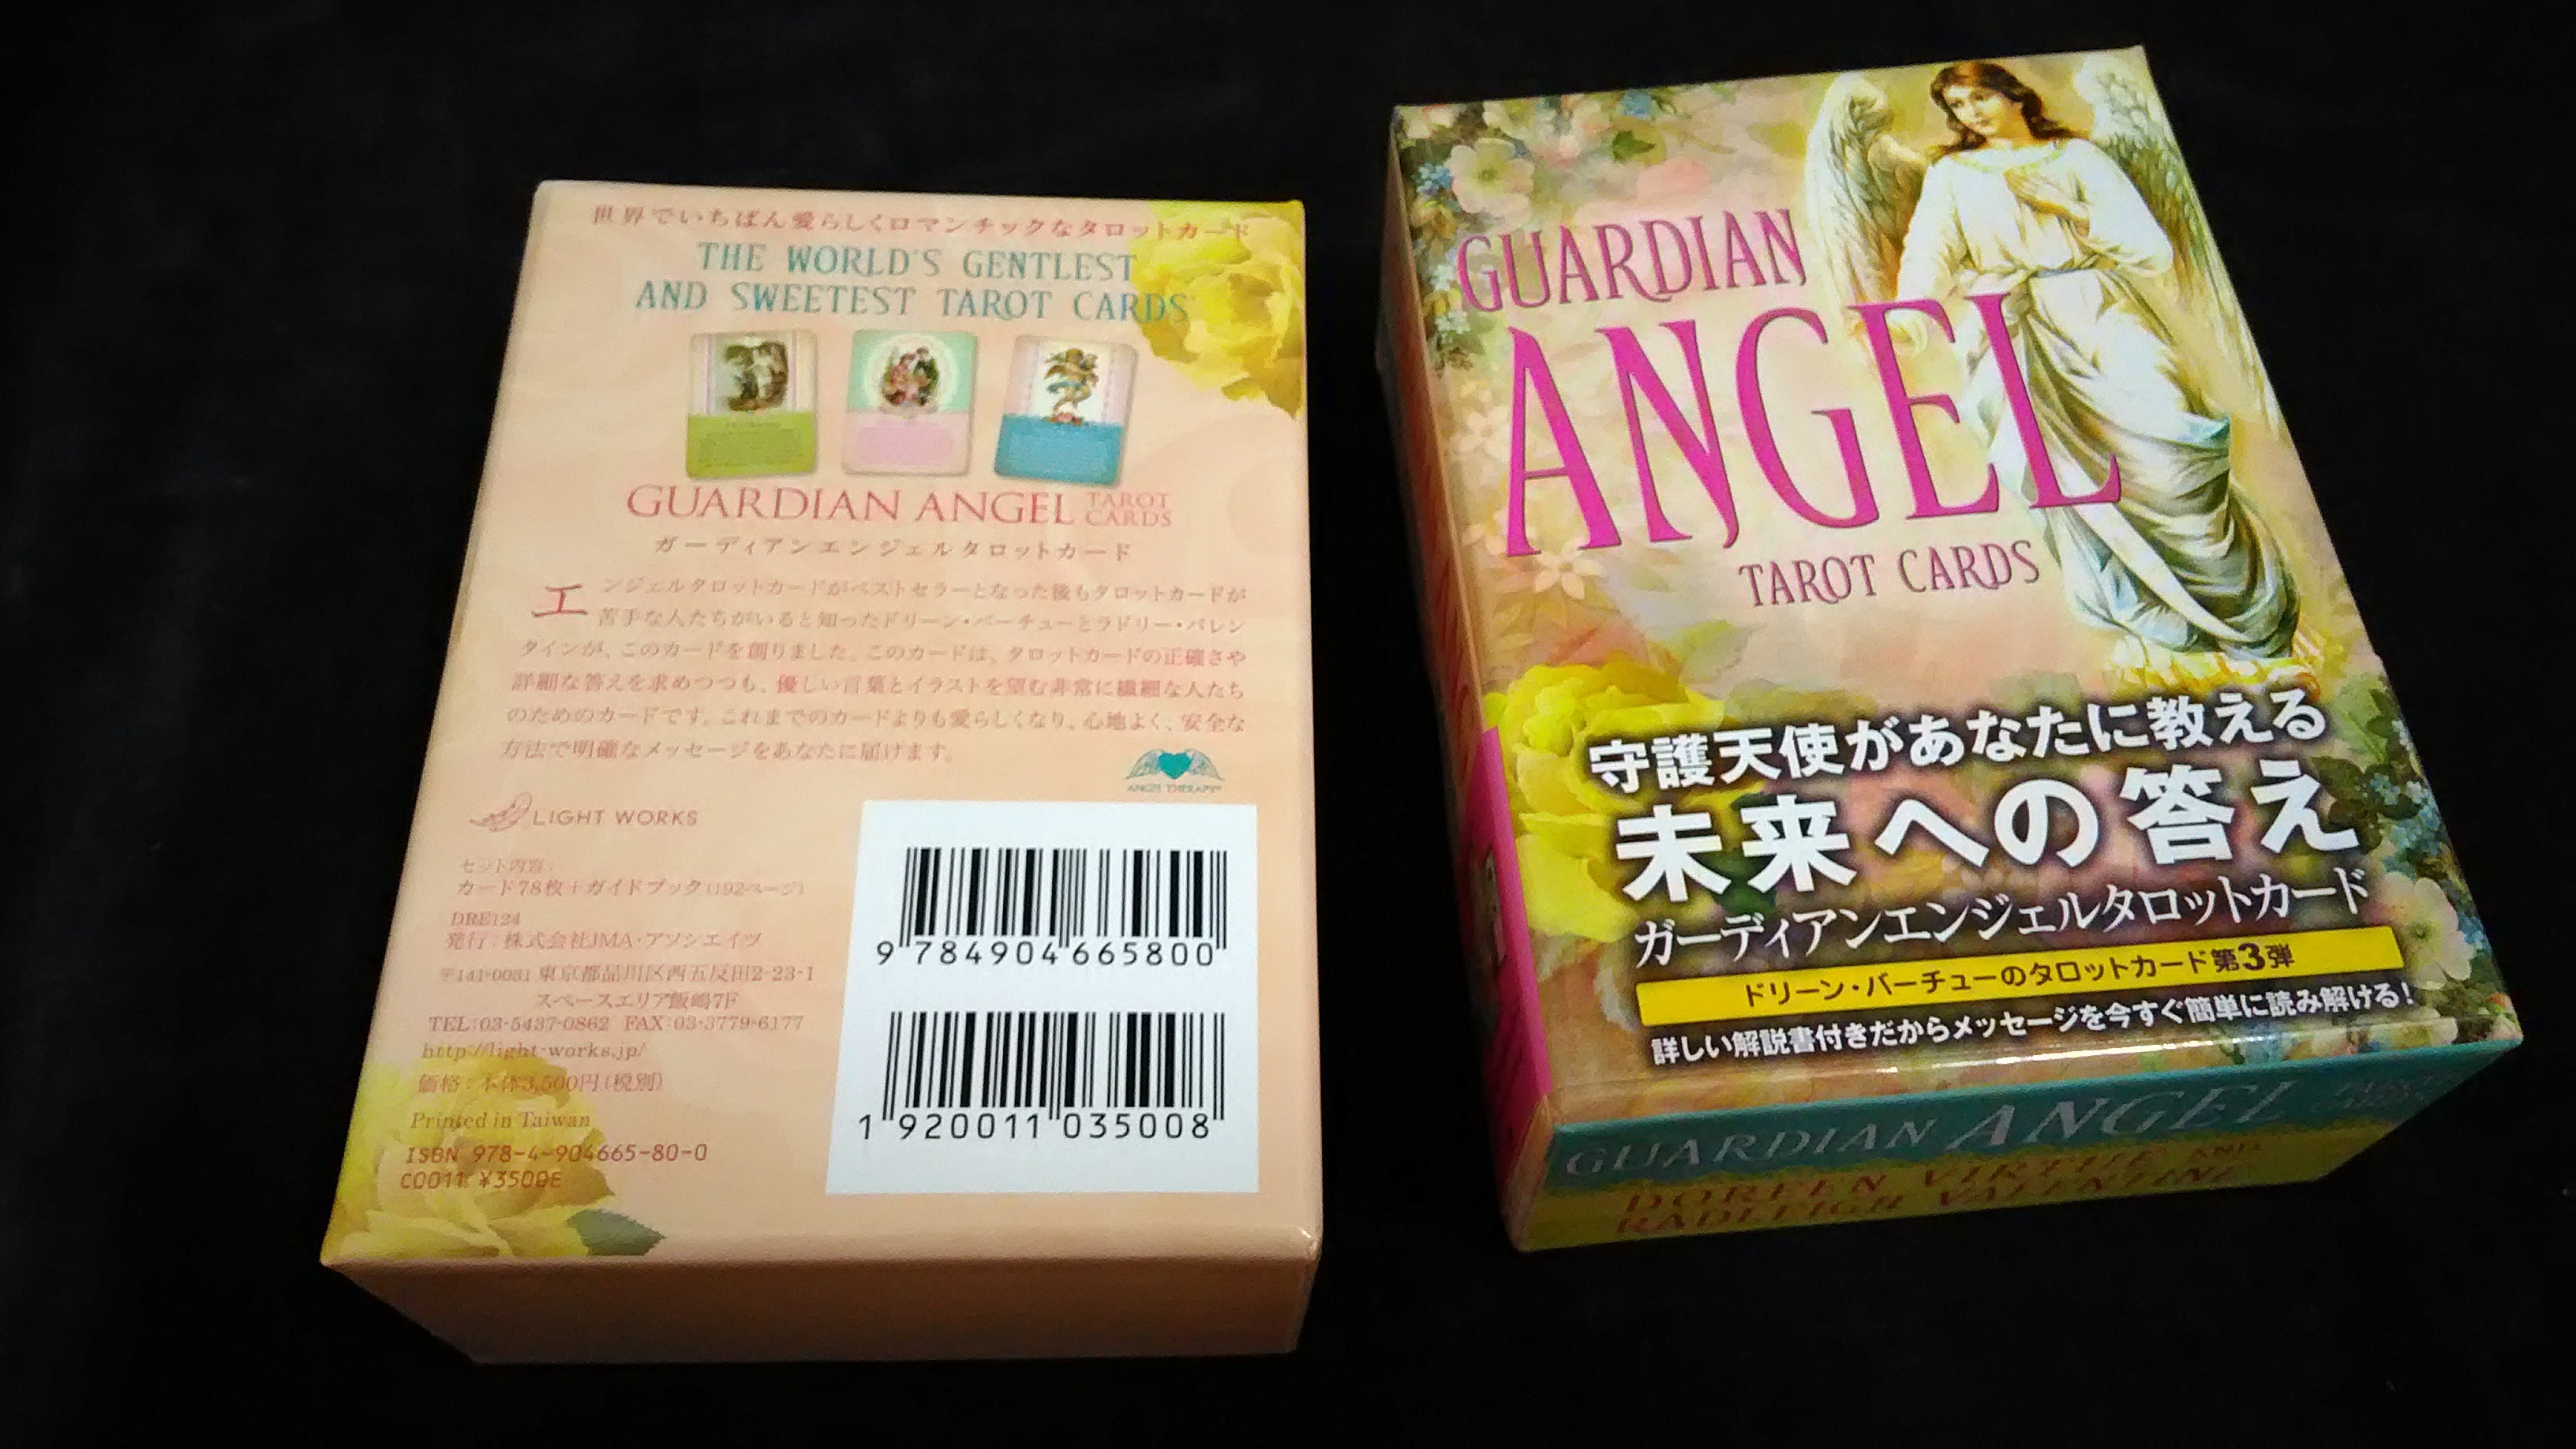 世界でいちばん愛らしくロマンチックなタロットカード
THE WORLD'S GENTLEST
AND SWEETEST TAROT CARDS
GUARDIAN ANGEL TAROT CARDS
ガーディアンエンジェルタロットカード
エンジェルタロットカードがベストセラーとなった後もタロットカードが
苦手な人たちがいると知ったドリーン・バーチューとラドリー・バレン
タインが、このカードを創りました。このカードは、タロットカードの正確さや
詳細な答えを求めつつも、優しい言葉とイラストを望む非常に繊細な人たち
のためのカードです。これまでのカードよりも愛らしくなり、心地よく、安全な
方法で明確なメッセージをあなたに届けます。
ANGEL THERAPY®
LIGHT WORKS
セット内容:
カード78枚+ガイドブック(192ページ)
DRE124
発行:株式会社JMA・アソシエイツ
〒141-0031 東京都品川区西五反田2-23-1
スペースエリア飯嶋7F
TEL:03-5437-0862 FAX:03-3779-6177
http://light-works.jp/
価格:本体3,500円(税別)
Printed in Taiwan
ISBN 978-4-904665-80-0
C0011 ¥3500E
9 784904 665800
1 920011 035008
GUARDIAN
ANGEL
TAROT CARDS
守護天使があなたに教える
未来への答え
ガーディアンエンジェルタロットカード
ドリーン・バーチューのタロットカード第3弾
詳しい解説書付きだからメッセージを今すぐ簡単に読み解ける!
GUARDIAN ANGEL TAROT CARDS
DOREEN VIRTUE AND
RADLEIGH VALENTINE